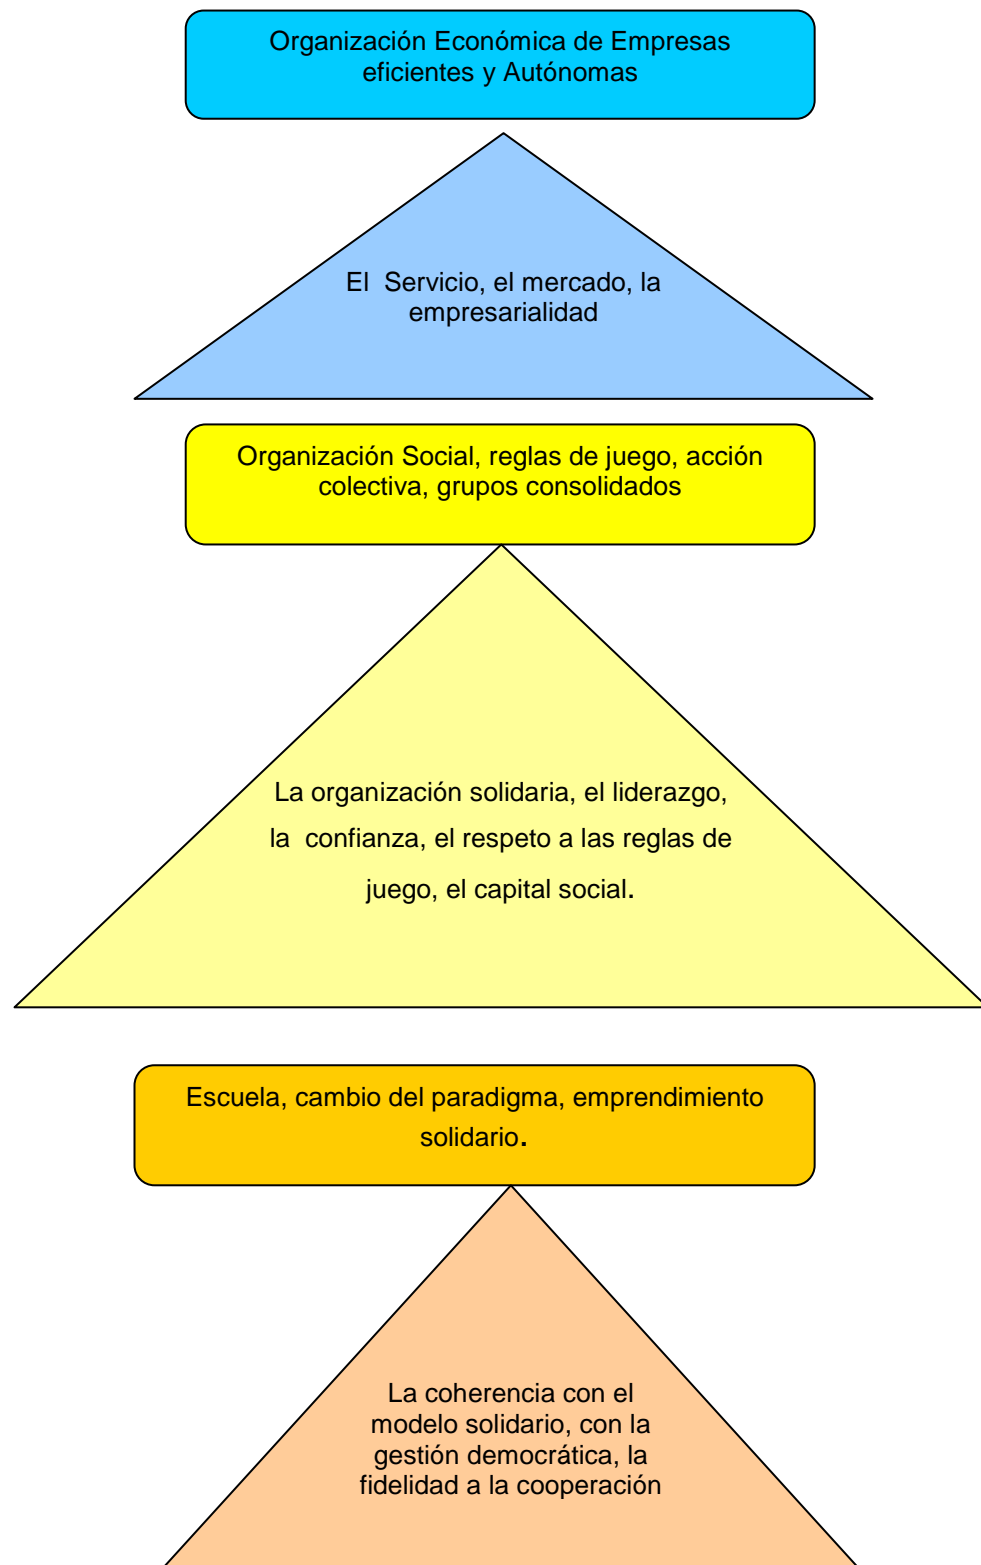 Organización Económica de Empresas
eficientes y Autónomas
El Servicio, el mercado, la
empresarialidad
Organización Social, reglas de juego, acción
colectiva, grupos consolidados
La organización solidaria, el liderazgo,
la confianza, el respeto a las reglas de
juego, el capital social.
Escuela, cambio del paradigma, emprendimiento
solidario.
La coherencia con el
modelo solidario, con la
gestión democrática, la
fidelidad a la cooperación